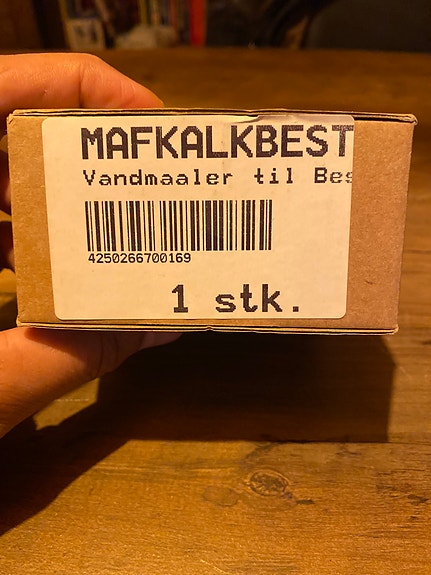 MAFKALKBEST
Vandmaaler til Bes
4250266700169
1 stk.